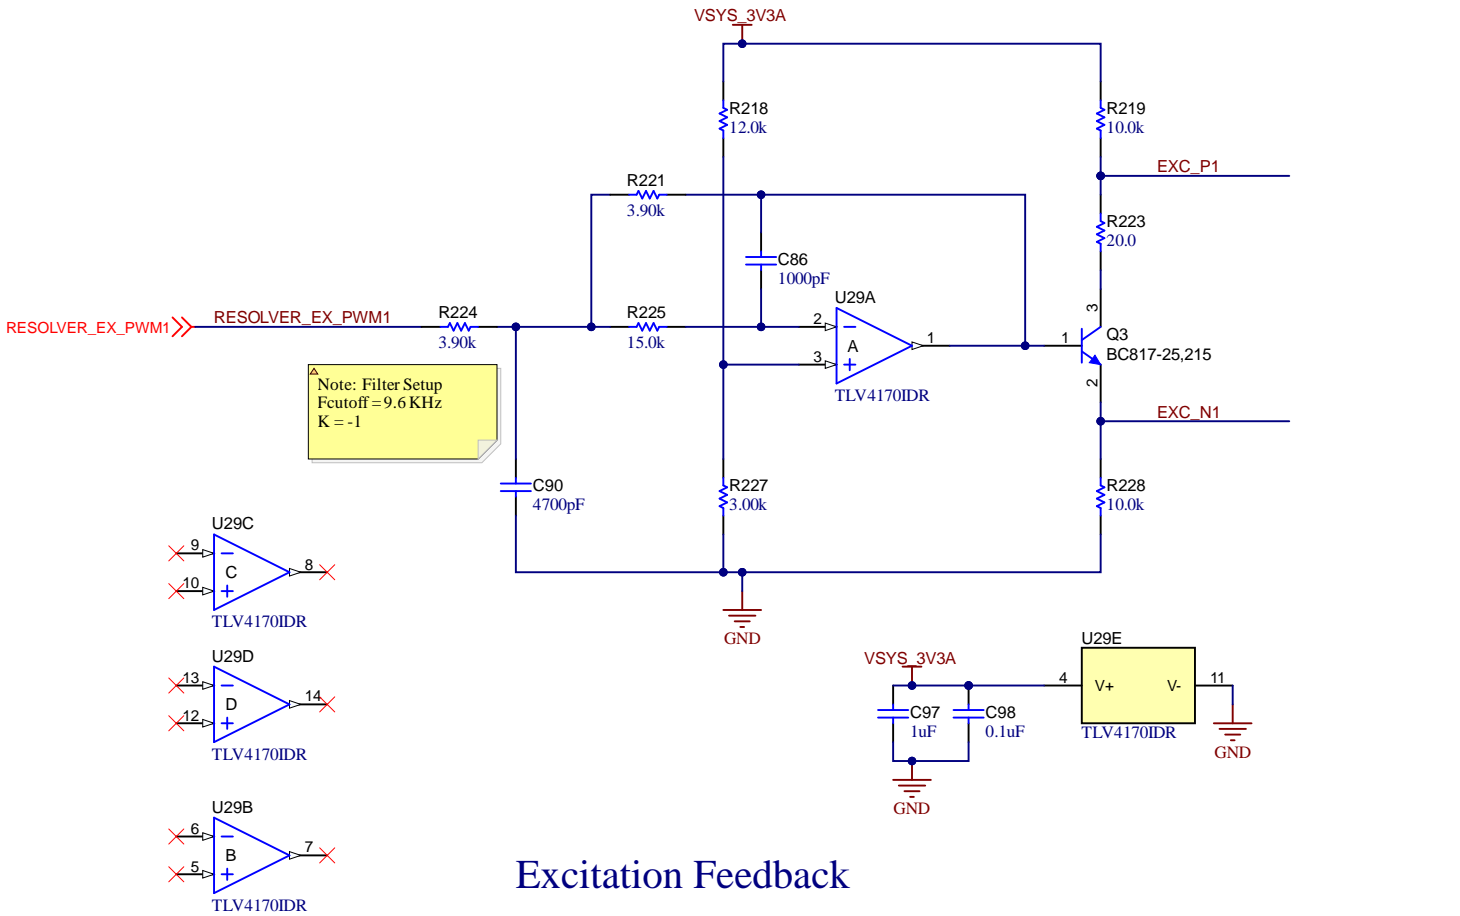 VSYS_3V3A
R218
12.0k
R219
10.0k
EXC_P1
R221
3.90k
R223
20.0
C86
1000pF
U29A
RESOLVER_EX_PWM1
RESOLVER_EX_PWM1
R224
3.90k
R225
15.0k
2
3
A
1
TLV4170IDR
3
1
2
Q3
BC817-25,215
Note: Filter Setup
Fcutoff = 9.6 KHz
K = -1
EXC_N1
C90
4700pF
R227
3.00k
R228
10.0k
GND
U29C
9
10
C
8
TLV4170IDR
U29D
13
12
D
14
TLV4170IDR
U29B
6
5
B
7
TLV4170IDR
VSYS_3V3A
C97
1uF
C98
0.1uF
GND
U29E
4
V+
V-
11
TLV4170IDR
GND
Excitation Feedback